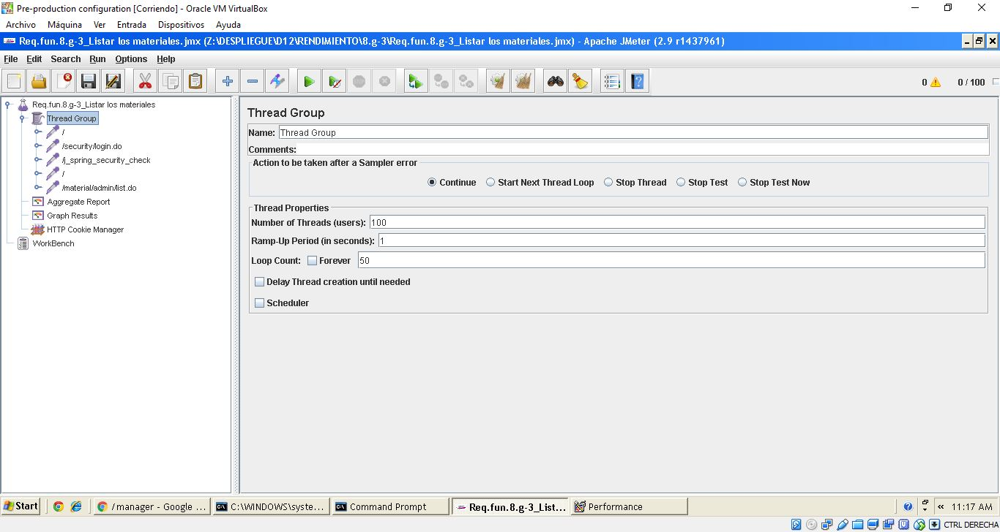 Pre-production configuration [Corriendo] - Oracle VM VirtualBox
Archivo Máquina Ver Entrada Dispositivos Ayuda
Req.fun.8.g-3_Listar los materiales.jmx (Z:\DESPLIEGUE\D12\RENDIMIENTO\8.g-3\Req.fun.8.g-3_Listar los materiales.jmx) - Apache JMeter (2.9 r1437961)
File Edit Search Run Options Help
0 0 / 100
Req.fun.8.g-3_Listar los materiales
Thread Group
/
/security/login.do
/j_spring_security_check
/
/material/admin/list.do
Aggregate Report
Graph Results
HTTP Cookie Manager
WorkBench
Thread Group
Name: Thread Group
Comments:
Action to be taken after a Sampler error
Continue Start Next Thread Loop Stop Thread Stop Test Stop Test Now
Thread Properties
Number of Threads (users): 100
Ramp-Up Period (in seconds): 1
Loop Count: Forever 50
Delay Thread creation until needed
Scheduler
Start /manager - Google ... C:\WINDOWS\syste... Command Prompt Req.fun.8.g-3_List... Performance « 11:17 AM
CTRL DERECHA